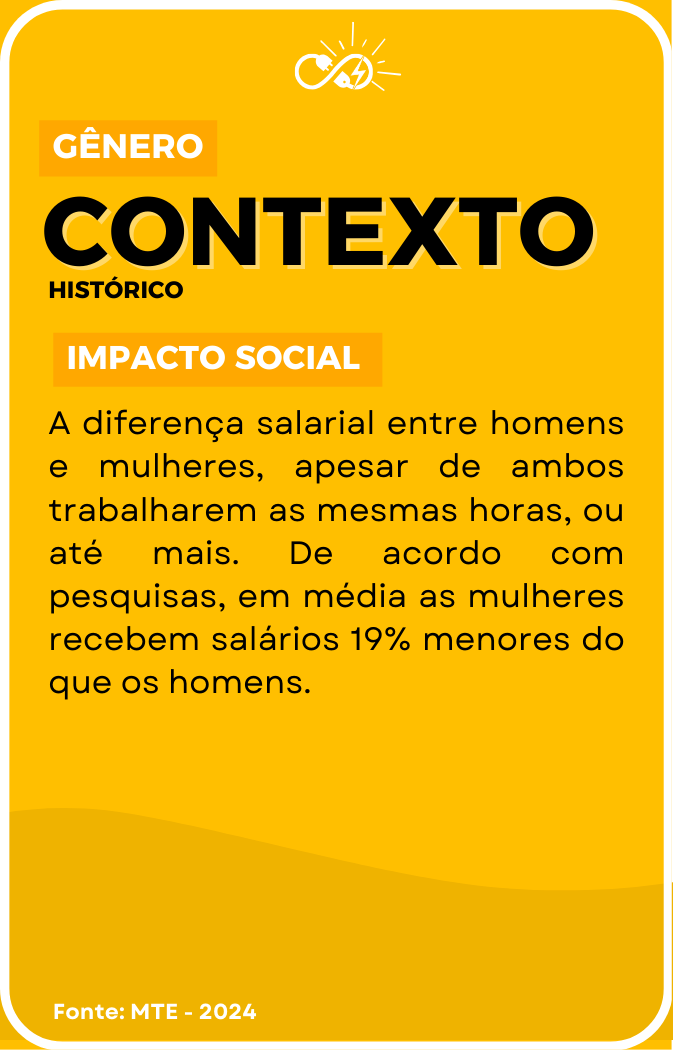 GÊNERO
CONTEXTO
HISTÓRICO
IMPACTO SOCIAL
A diferença salarial entre homens
e mulheres, apesar de ambos
trabalharem as mesmas horas, ou
até mais. De acordo com
pesquisas, em média as mulheres
recebem salários 19% menores do
que os homens.
Fonte: MTE - 2024